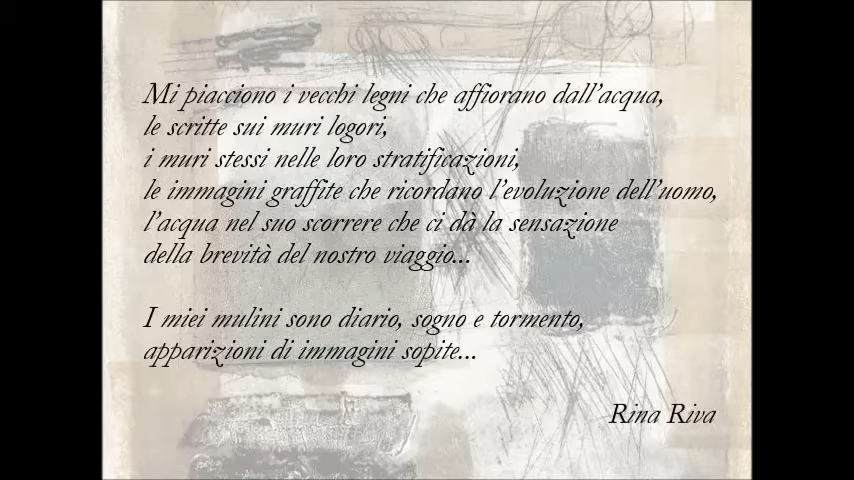 Mi piacciono i vecchi legni che affiorano dall'acqua,
le scritte sui muri logori,
i muri stessi nelle loro stratificazioni,
le immagini graffite che ricordano l'evoluzione dell'uomo,
l'acqua nel suo scorrere che ci dà la sensazione
della brevità del nostro viaggio...
I miei mulini sono diario, sogno e tormento,
apparizioni di immagini sopite...
Rina Riva